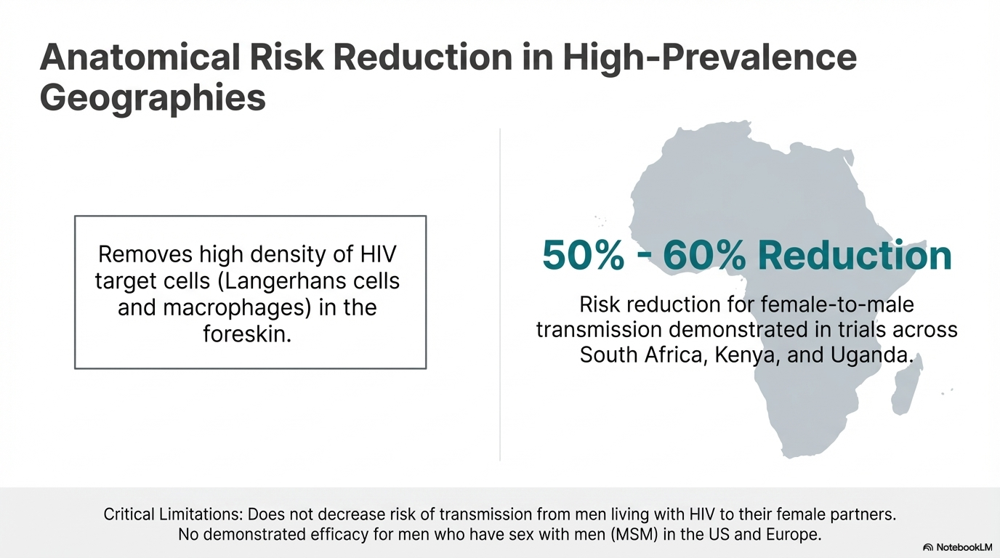 Anatomical Risk Reduction in High-Prevalence
Geographies
Removes high density of HIV
target cells (Langerhans cells
and macrophages) in the
foreskin.
50% - 60% Reduction
Risk reduction for female-to-male
transmission demonstrated in trials across
South Africa, Kenya, and Uganda.
Critical Limitations: Does not decrease risk of transmission from men living with HIV to their female partners.
No demonstrated efficacy for men who have sex with men (MSM) in the US and Europe.
NotebookLM